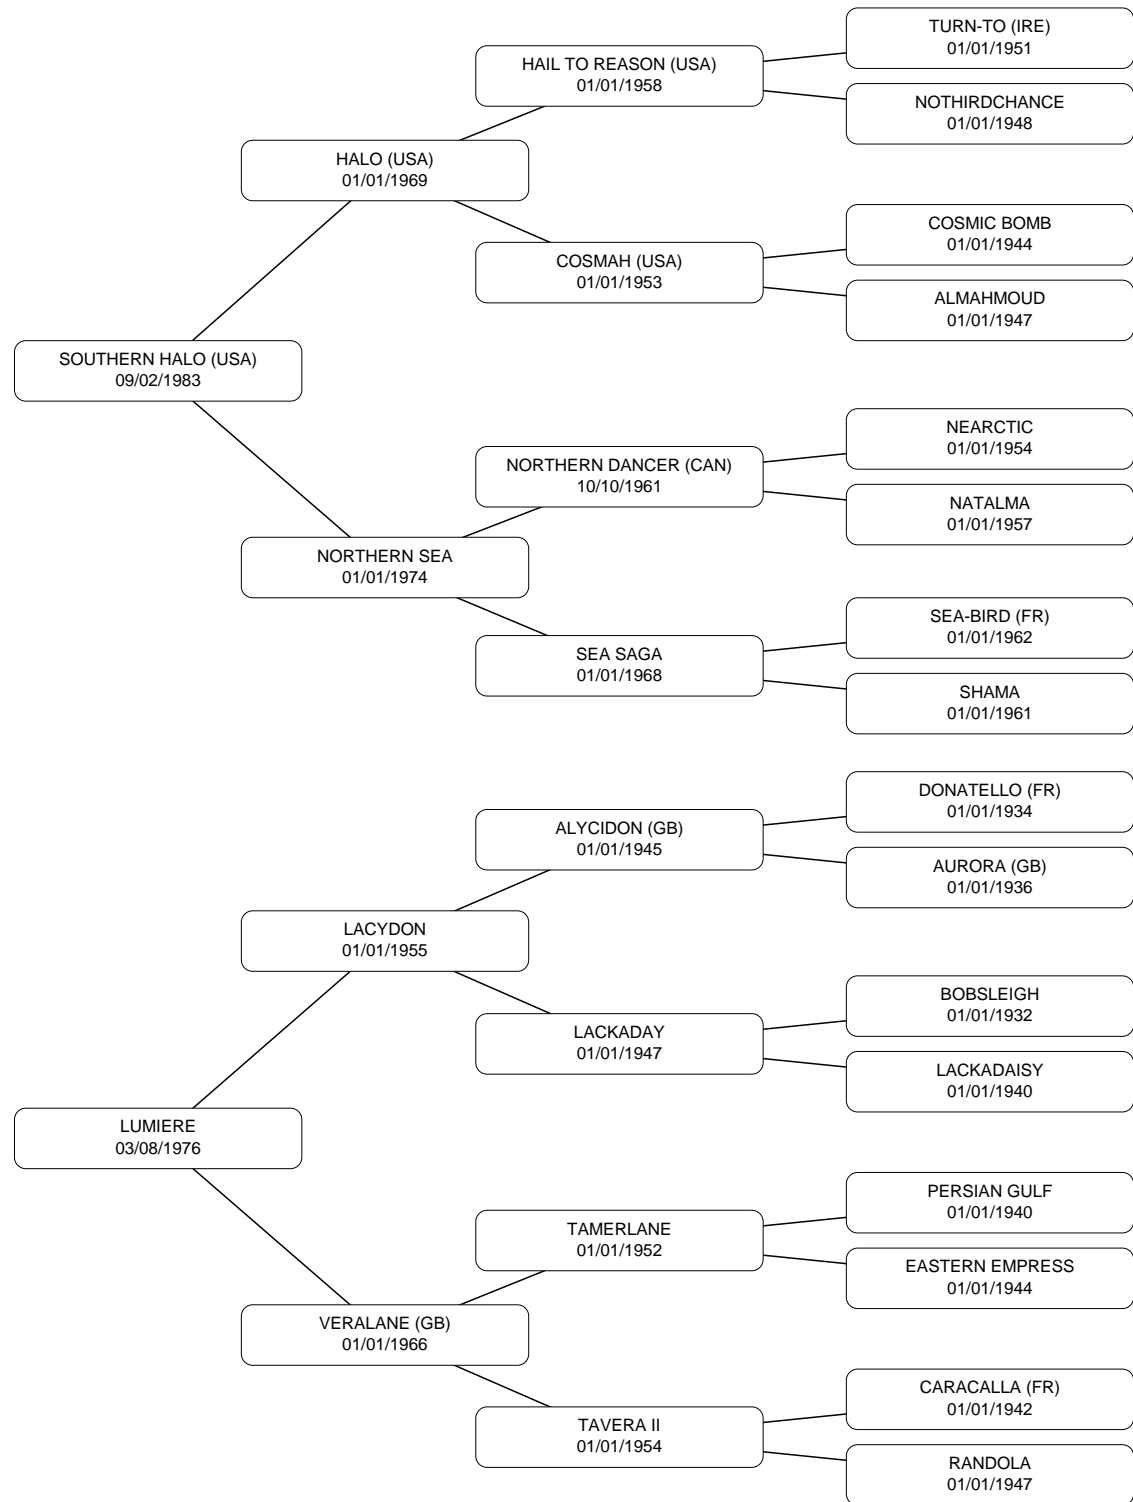 TURN-TO (IRE)
01/01/1951
HAIL TO REASON (USA)
01/01/1958
NOTHIRDCHANCE
01/01/1948
HALO (USA)
01/01/1969
COSMIC BOMB
01/01/1944
COSMAH (USA)
01/01/1953
ALMAHMOUD
01/01/1947
SOUTHERN HALO (USA)
09/02/1983
NEARCTIC
01/01/1954
NORTHERN DANCER (CAN)
10/10/1961
NATALMA
01/01/1957
NORTHERN SEA
01/01/1974
SEA-BIRD (FR)
01/01/1962
SEA SAGA
01/01/1968
SHAMA
01/01/1961
DONATELLO (FR)
01/01/1934
ALYCIDON (GB)
01/01/1945
AURORA (GB)
01/01/1936
LACYDON
01/01/1955
BOBSLEIGH
01/01/1932
LACKADAY
01/01/1947
LACKADAISY
01/01/1940
LUMIERE
03/08/1976
PERSIAN GULF
01/01/1940
TAMERLANE
01/01/1952
EASTERN EMPRESS
01/01/1944
VERALANE (GB)
01/01/1966
CARACALLA (FR)
01/01/1942
TAVERA II
01/01/1954
RANDOLA
01/01/1947